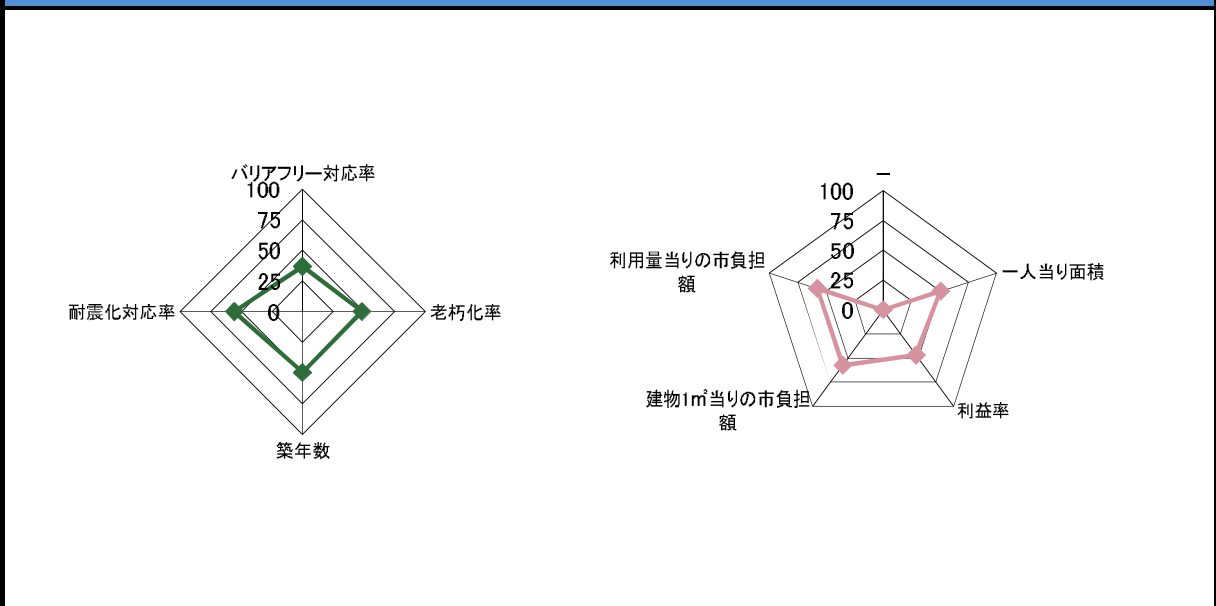 バリアフリー対応率
100
75
50
25
0
耐震化対応率
老朽化率
築年数
－
100
75
50
25
0
利用量当りの市負担
額
一人当り面積
建物1㎡当りの市負担
額
利益率